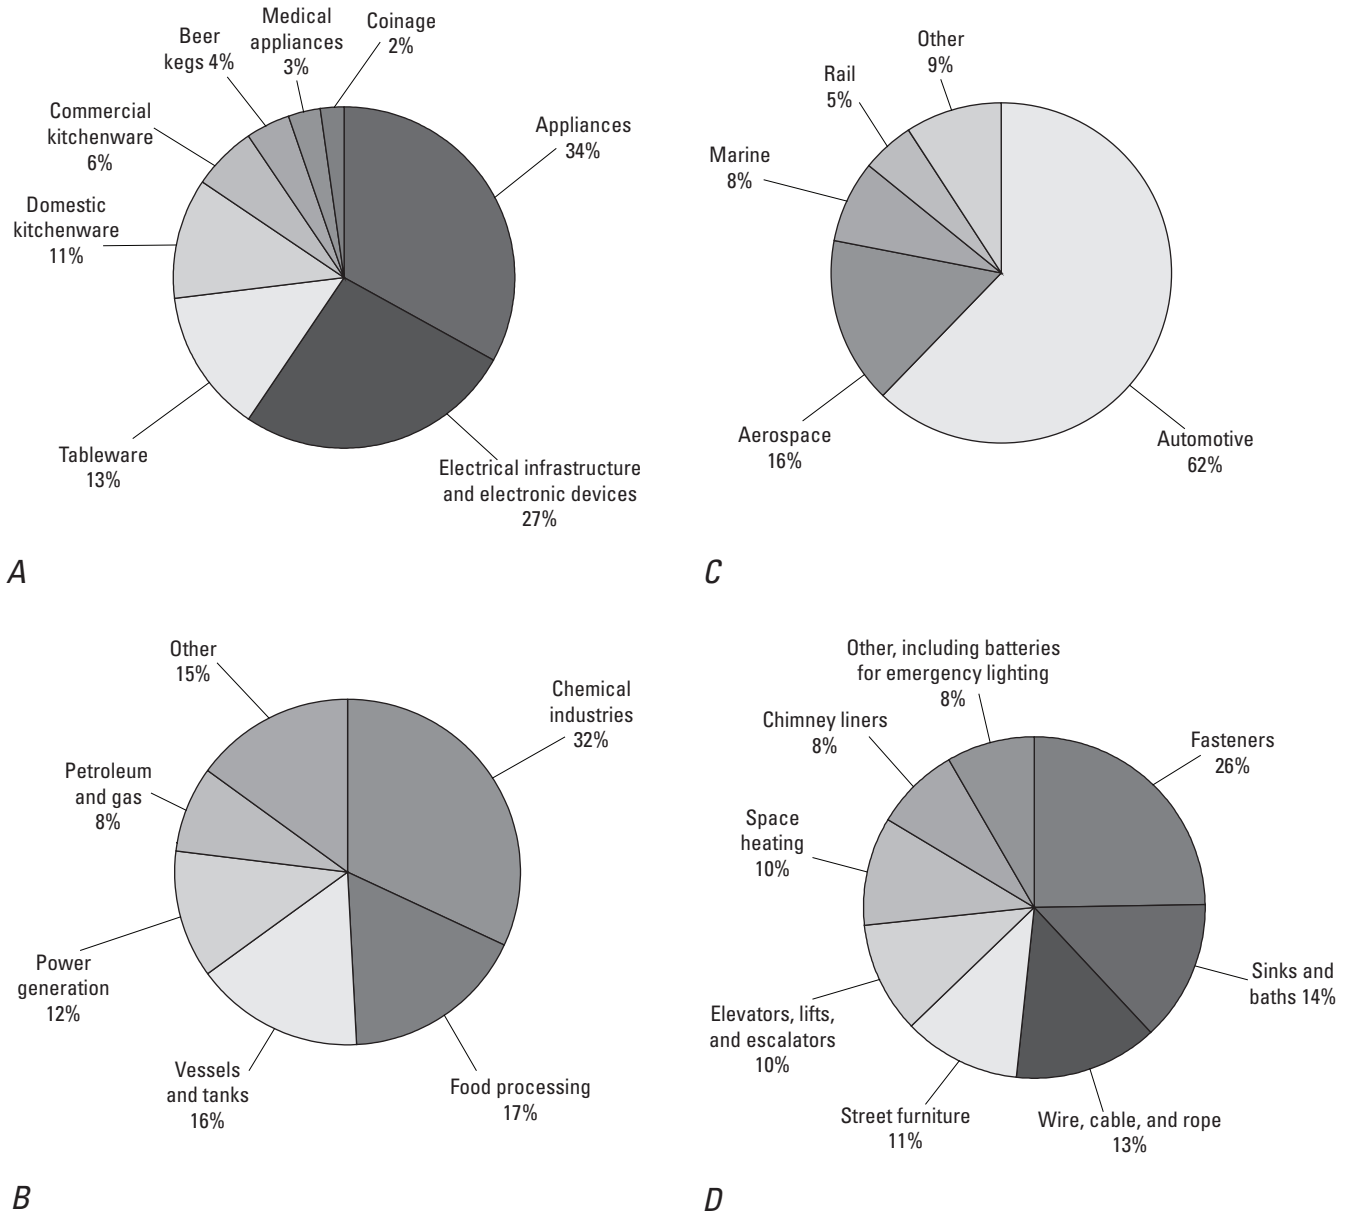 Medical
appliances
3%
Coinage
2%
Beer
kegs 4%
Commercial
kitchenware
6%
Appliances
34%
Domestic
kitchenware
11%
Tableware
13%
Electrical infrastructure
and electronic devices
27%
A
Other
9%
Rail
5%
Marine
8%
Aerospace
16%
Automotive
62%
C
Other
15%
Chemical
industries
32%
Petroleum
and gas
8%
Power
generation
12%
Vessels
and tanks
16%
Food processing
17%
B
Other, including batteries
for emergency lighting
8%
Chimney liners
8%
Fasteners
26%
Space
heating
10%
Sinks and
baths 14%
Elevators, lifts,
and escalators
10%
Street furniture
11%
Wire, cable, and rope
13%
D